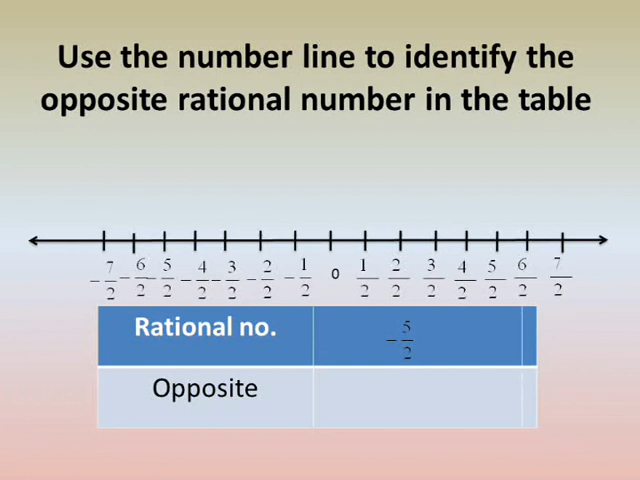 Use the number line to identify the
opposite rational number in the table
-7/2 -6/2 -5/2 -4/2 -3/2 -2/2 -1/2 0 1/2 2/2 3/2 4/2 5/2 6/2 7/2
Rational no. -5/2
Opposite